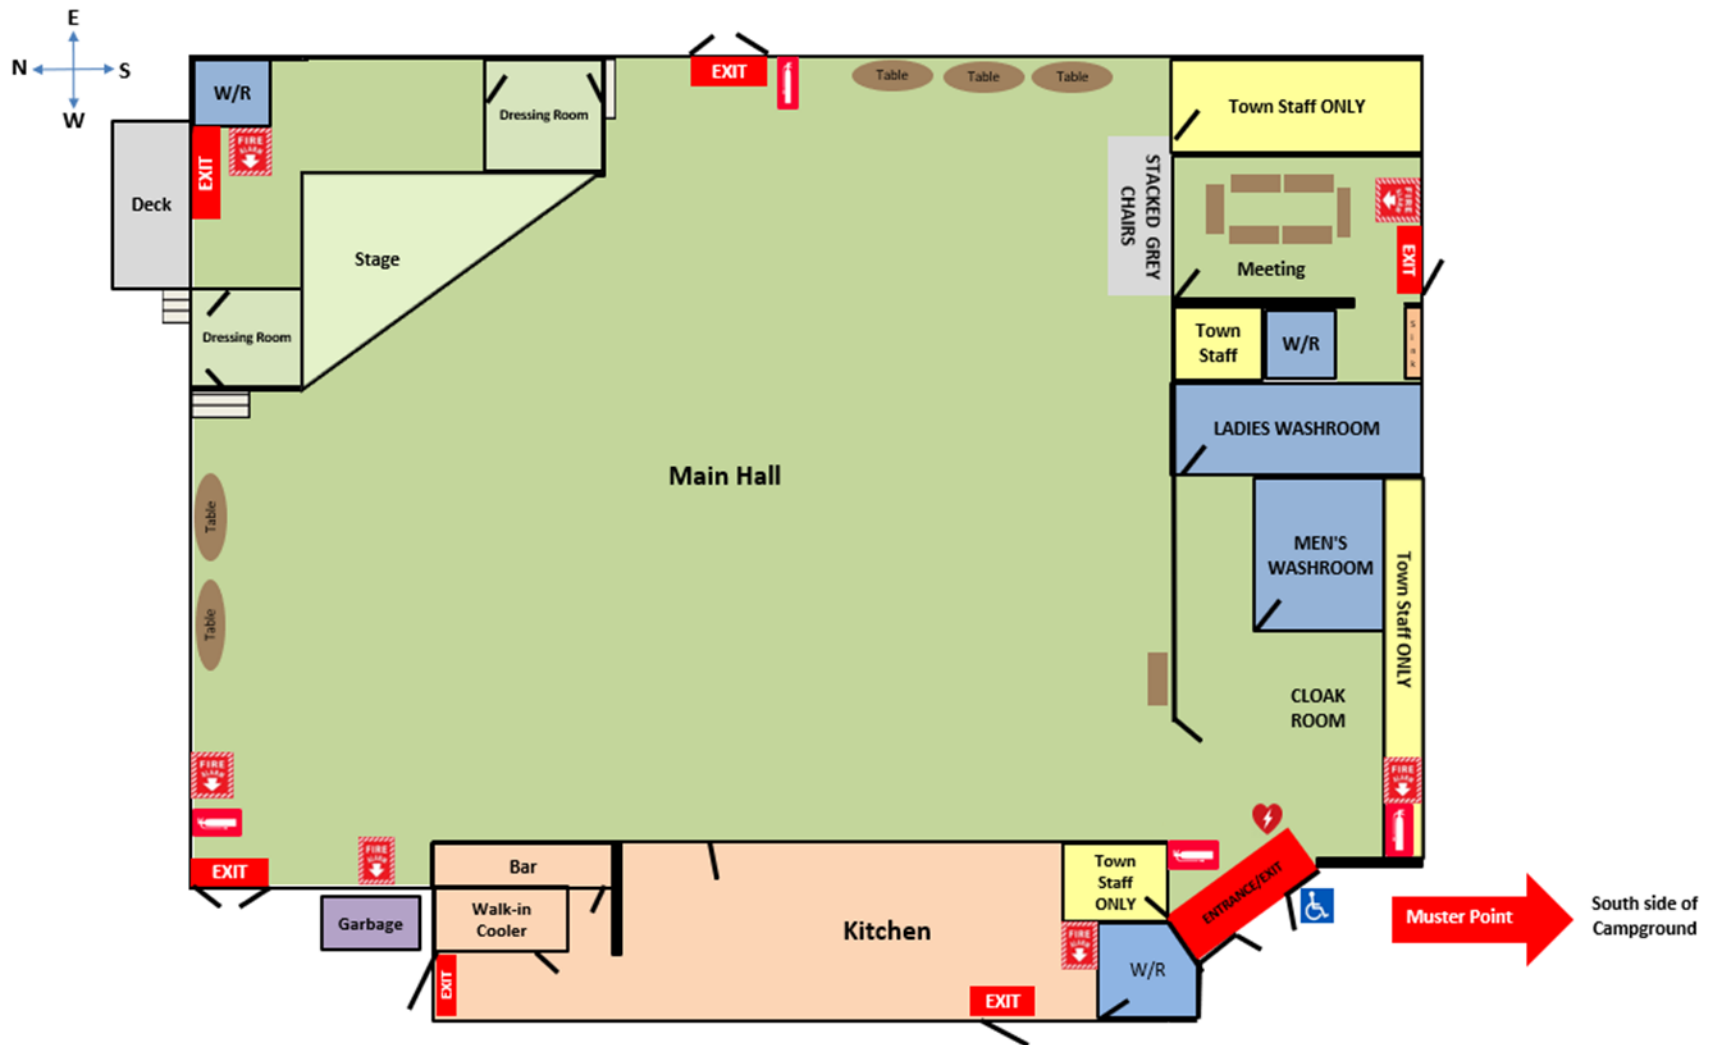 E
N
S
W
W/R
EXIT
FIRE
ALARM
Deck
Dressing Room
Stage
Dressing Room
EXIT
Table
Table
Table
Town Staff ONLY
STACKED GREY
CHAIRS
FIRE
ALARM
EXIT
Meeting
Town
Staff
W/R
Sink
LADIES WASHROOM
Main Hall
MEN'S
WASHROOM
Town Staff ONLY
Table
Table
CLOAK
ROOM
FIRE
ALARM
FIRE
ALARM
EXIT
FIRE
ALARM
Bar
Walk-in
Cooler
Garbage
EXIT
Kitchen
Town
Staff
ONLY
FIRE
ALARM
W/R
EXIT
ENTRANCE/EXIT
Muster Point
South side of
Campground